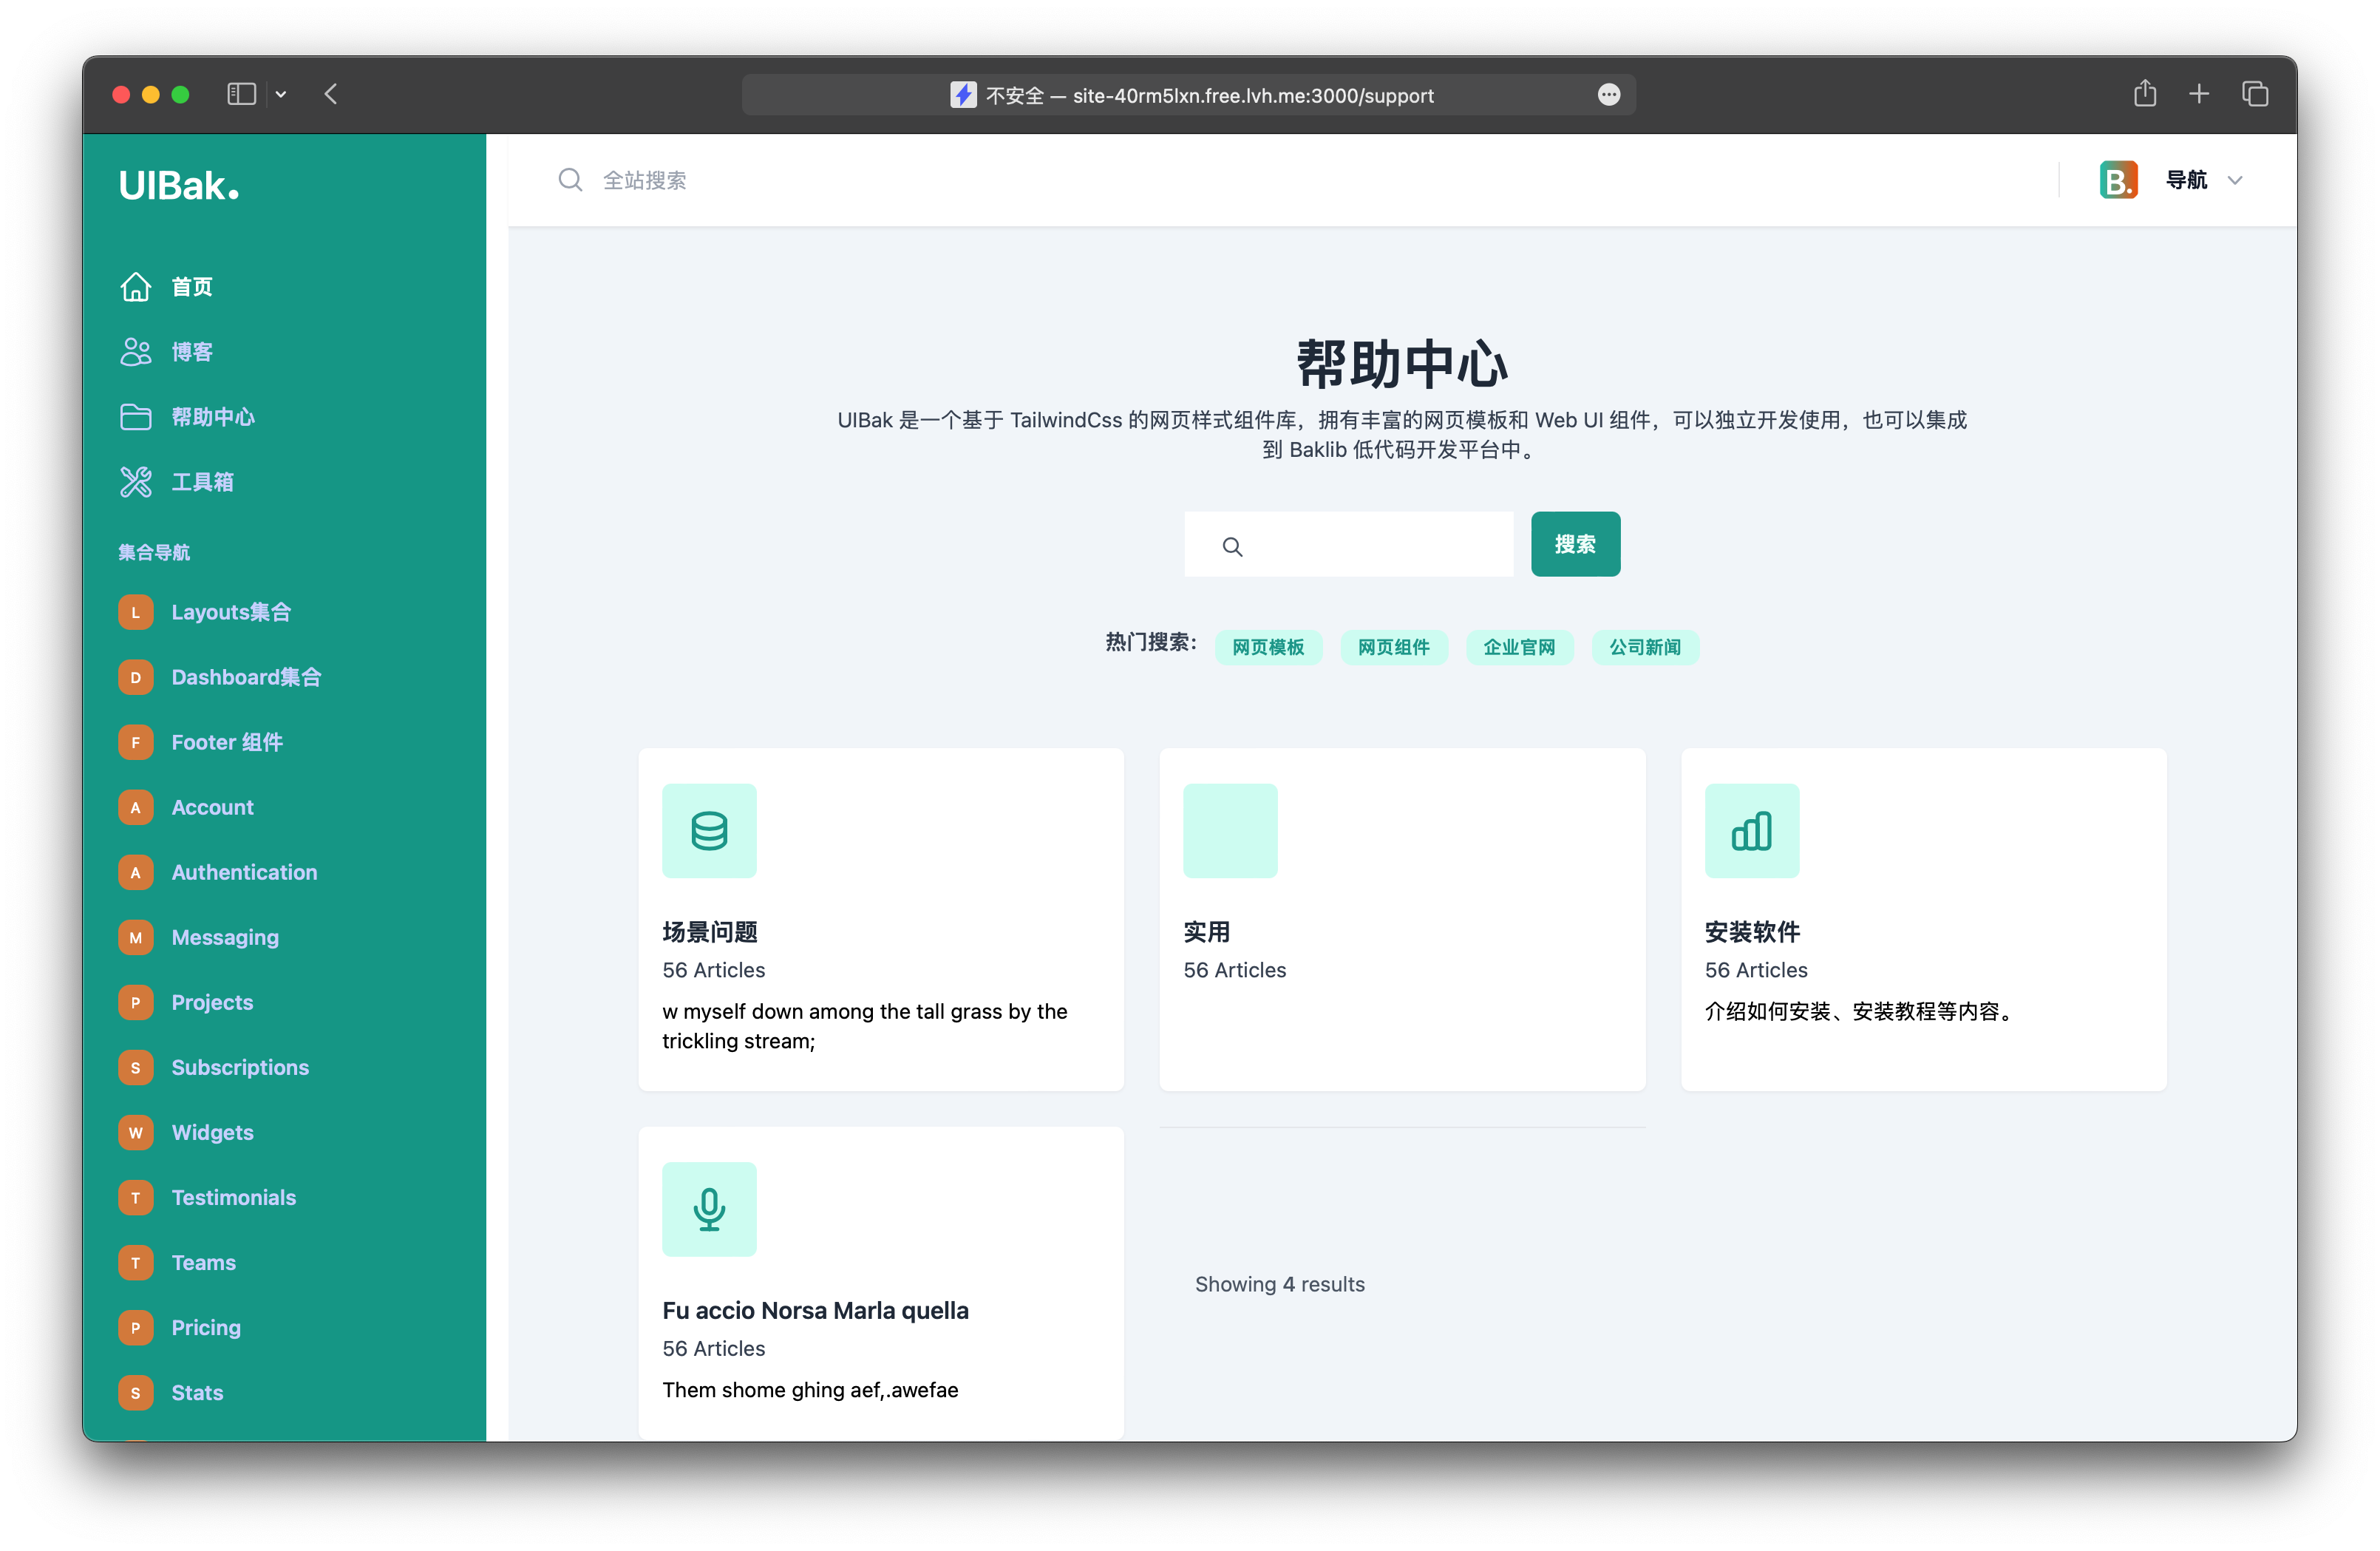 不安全 — site-40rm5lxn.free.lvh.me:3000/support
UIBak.
首页
博客
帮助中心
工具箱
集合导航
L Layouts集合
D Dashboard集合
F Footer 组件
A Account
A Authentication
M Messaging
P Projects
S Subscriptions
W Widgets
T Testimonials
T Teams
P Pricing
S Stats
全站搜索
B. 导航
帮助中心
UIBak 是一个基于 TailwindCss 的网页样式组件库，拥有丰富的网页模板和 Web UI 组件，可以独立开发使用，也可以集成
到 Baklib 低代码开发平台中。
搜索
热门搜索: 网页模板 网页组件 企业官网 公司新闻
场景问题
56 Articles
w myself down among the tall grass by the
trickling stream;
实用
56 Articles
安装软件
56 Articles
介绍如何安装、安装教程等内容。
Fu accio Norsa Marla quella
56 Articles
Them shome ghing aef,.awefae
Showing 4 results